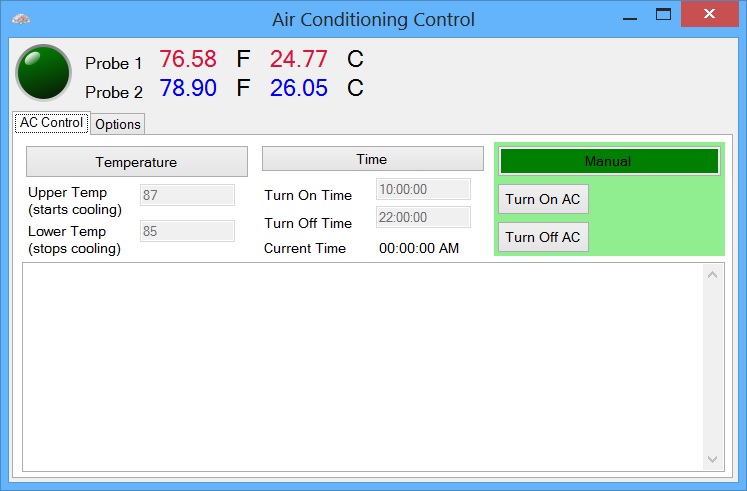 Air Conditioning Control
Probe 1 76.58 F 24.77 C
Probe 2 78.90 F 26.05 C
AC Control Options
Temperature
Upper Temp
(starts cooling)
87
Lower Temp
(stops cooling)
85
Time
Turn On Time 10:00:00
Turn Off Time 22:00:00
Current Time 00:00:00 AM
Manual
Turn On AC
Turn Off AC